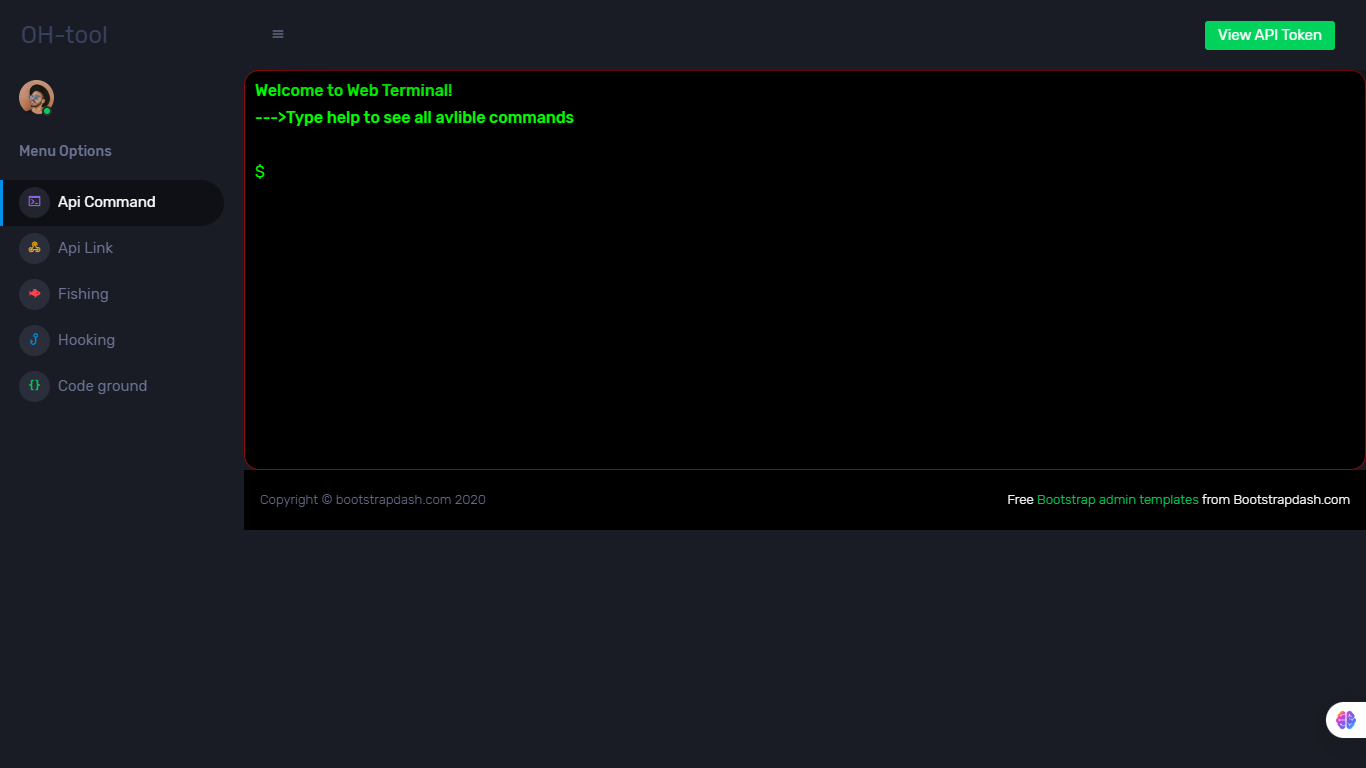 OH-tool
View API Token
Welcome to Web Terminal!
--->Type help to see all avlible commands
$
Menu Options
Api Command
Api Link
Fishing
Hooking
{} Code ground
Copyright © bootstrapdash.com 2020
Free Bootstrap admin templates from Bootstrapdash.com